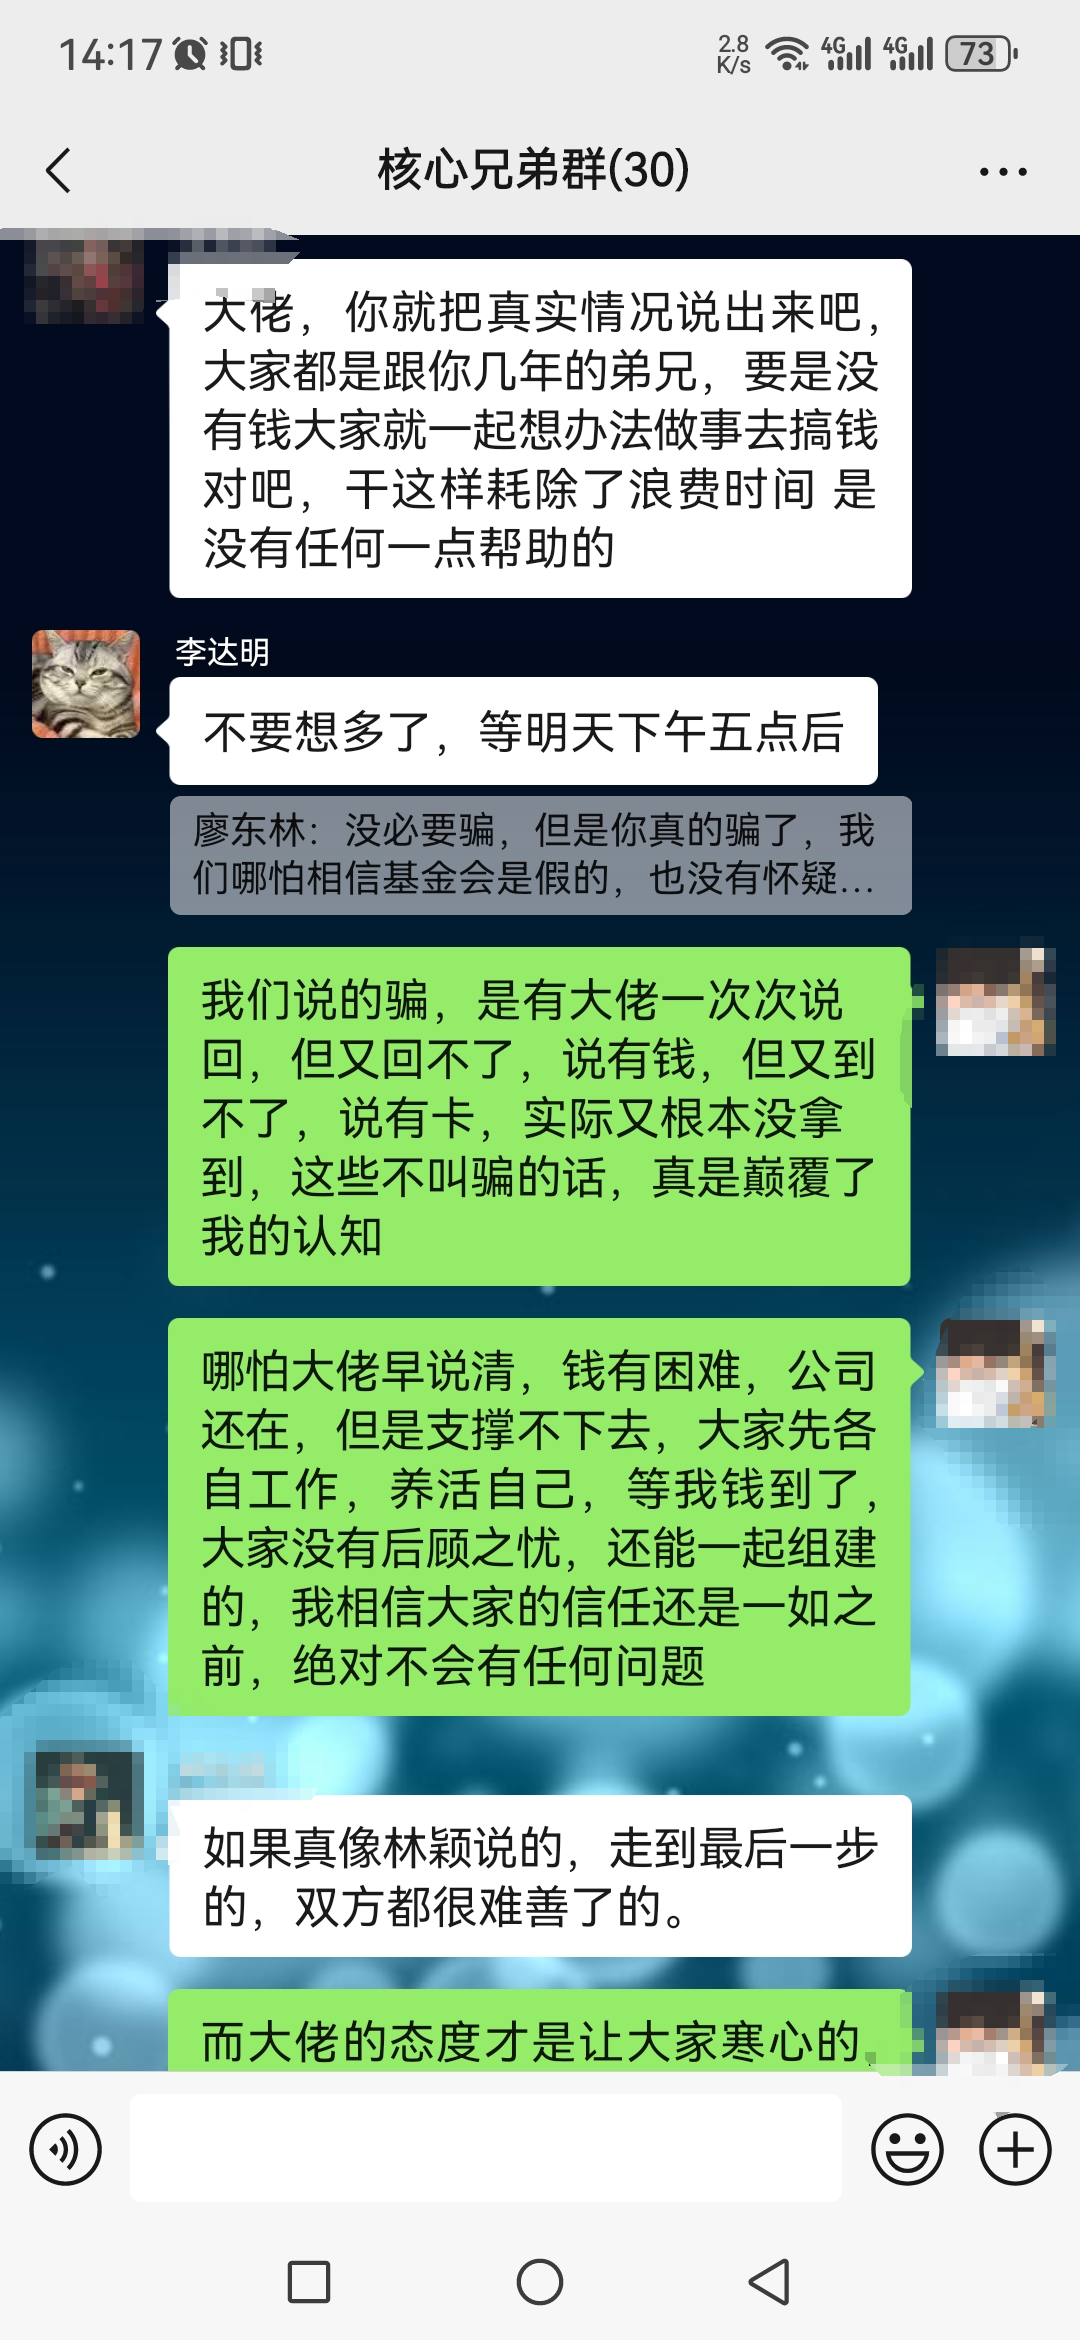 14:17
2.8
K/s
4G
4G
73
核心兄弟群(30)
大佬，你就把真实情况说出来吧，
大家都是跟你几年的弟兄，要是没
有钱大家就一起想办法做事去搞钱
对吧，干这样耗除了浪费时间 是
没有任何一点帮助的
李达明
不要想多了，等明天下午五点后
廖东林：没必要骗，但是你真的骗了，我
们哪怕相信基金会是假的，也没有怀疑...
我们说的骗，是有大佬一次次说
回，但又回不了，说有钱，但又到
不了，说有卡，实际又根本没拿
到，这些不叫骗的话，真是巅覆了
我的认知
哪怕大佬早说清，钱有困难，公司
还在，但是支撑不下去，大家先各
自工作，养活自己，等我钱到了，
大家没有后顾之忧，还能一起组建
的，我相信大家的信任还是一如之
前，绝对不会有任何问题
如果真像林颖说的，走到最后一步
的，双方都很难善了的。
而大佬的态度才是让大家寒心的，